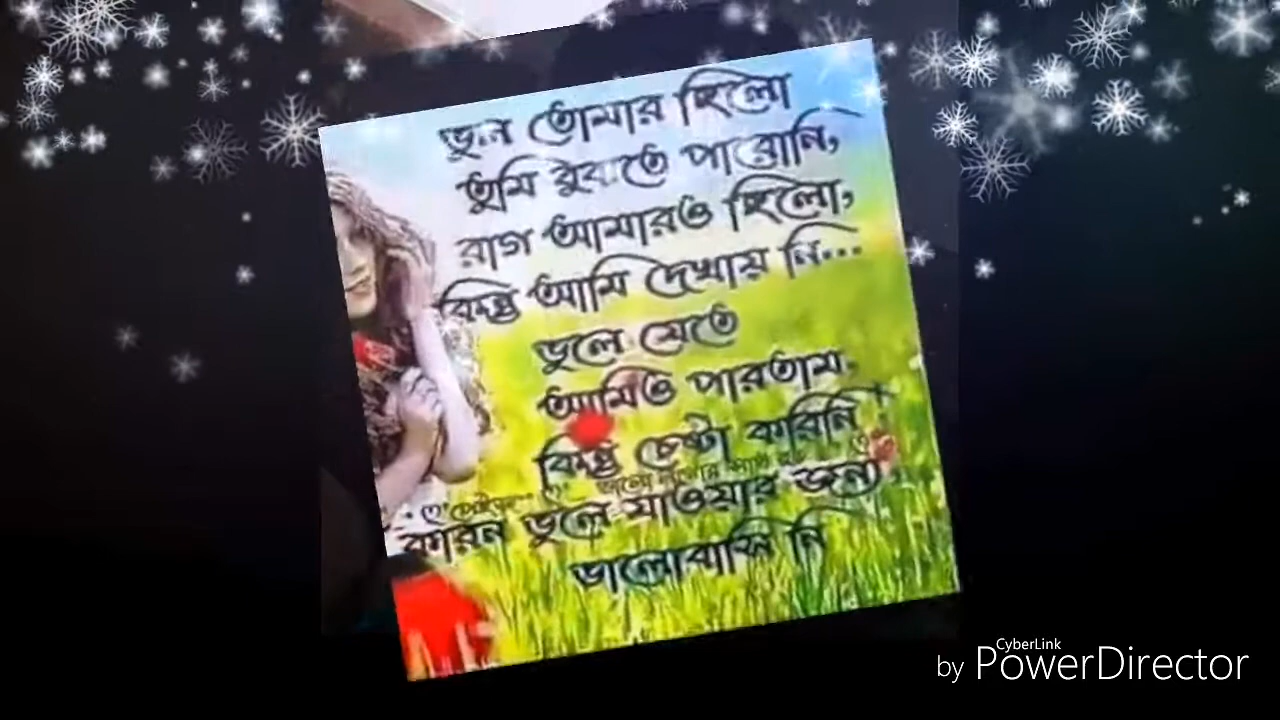 ভুল তোমার ছিলো
তুমি বুঝতে পারোনি,
রাগ আমারও ছিলো,
কিন্তু আমি দেখায় নি...
ভুলে যেতে
আমিও পারতাম.
কিন্তু চেষ্টা করিনি
কারন ভুলে যাওয়ার জন্য
ভালোবাসি নি
CyberLink
by PowerDirector